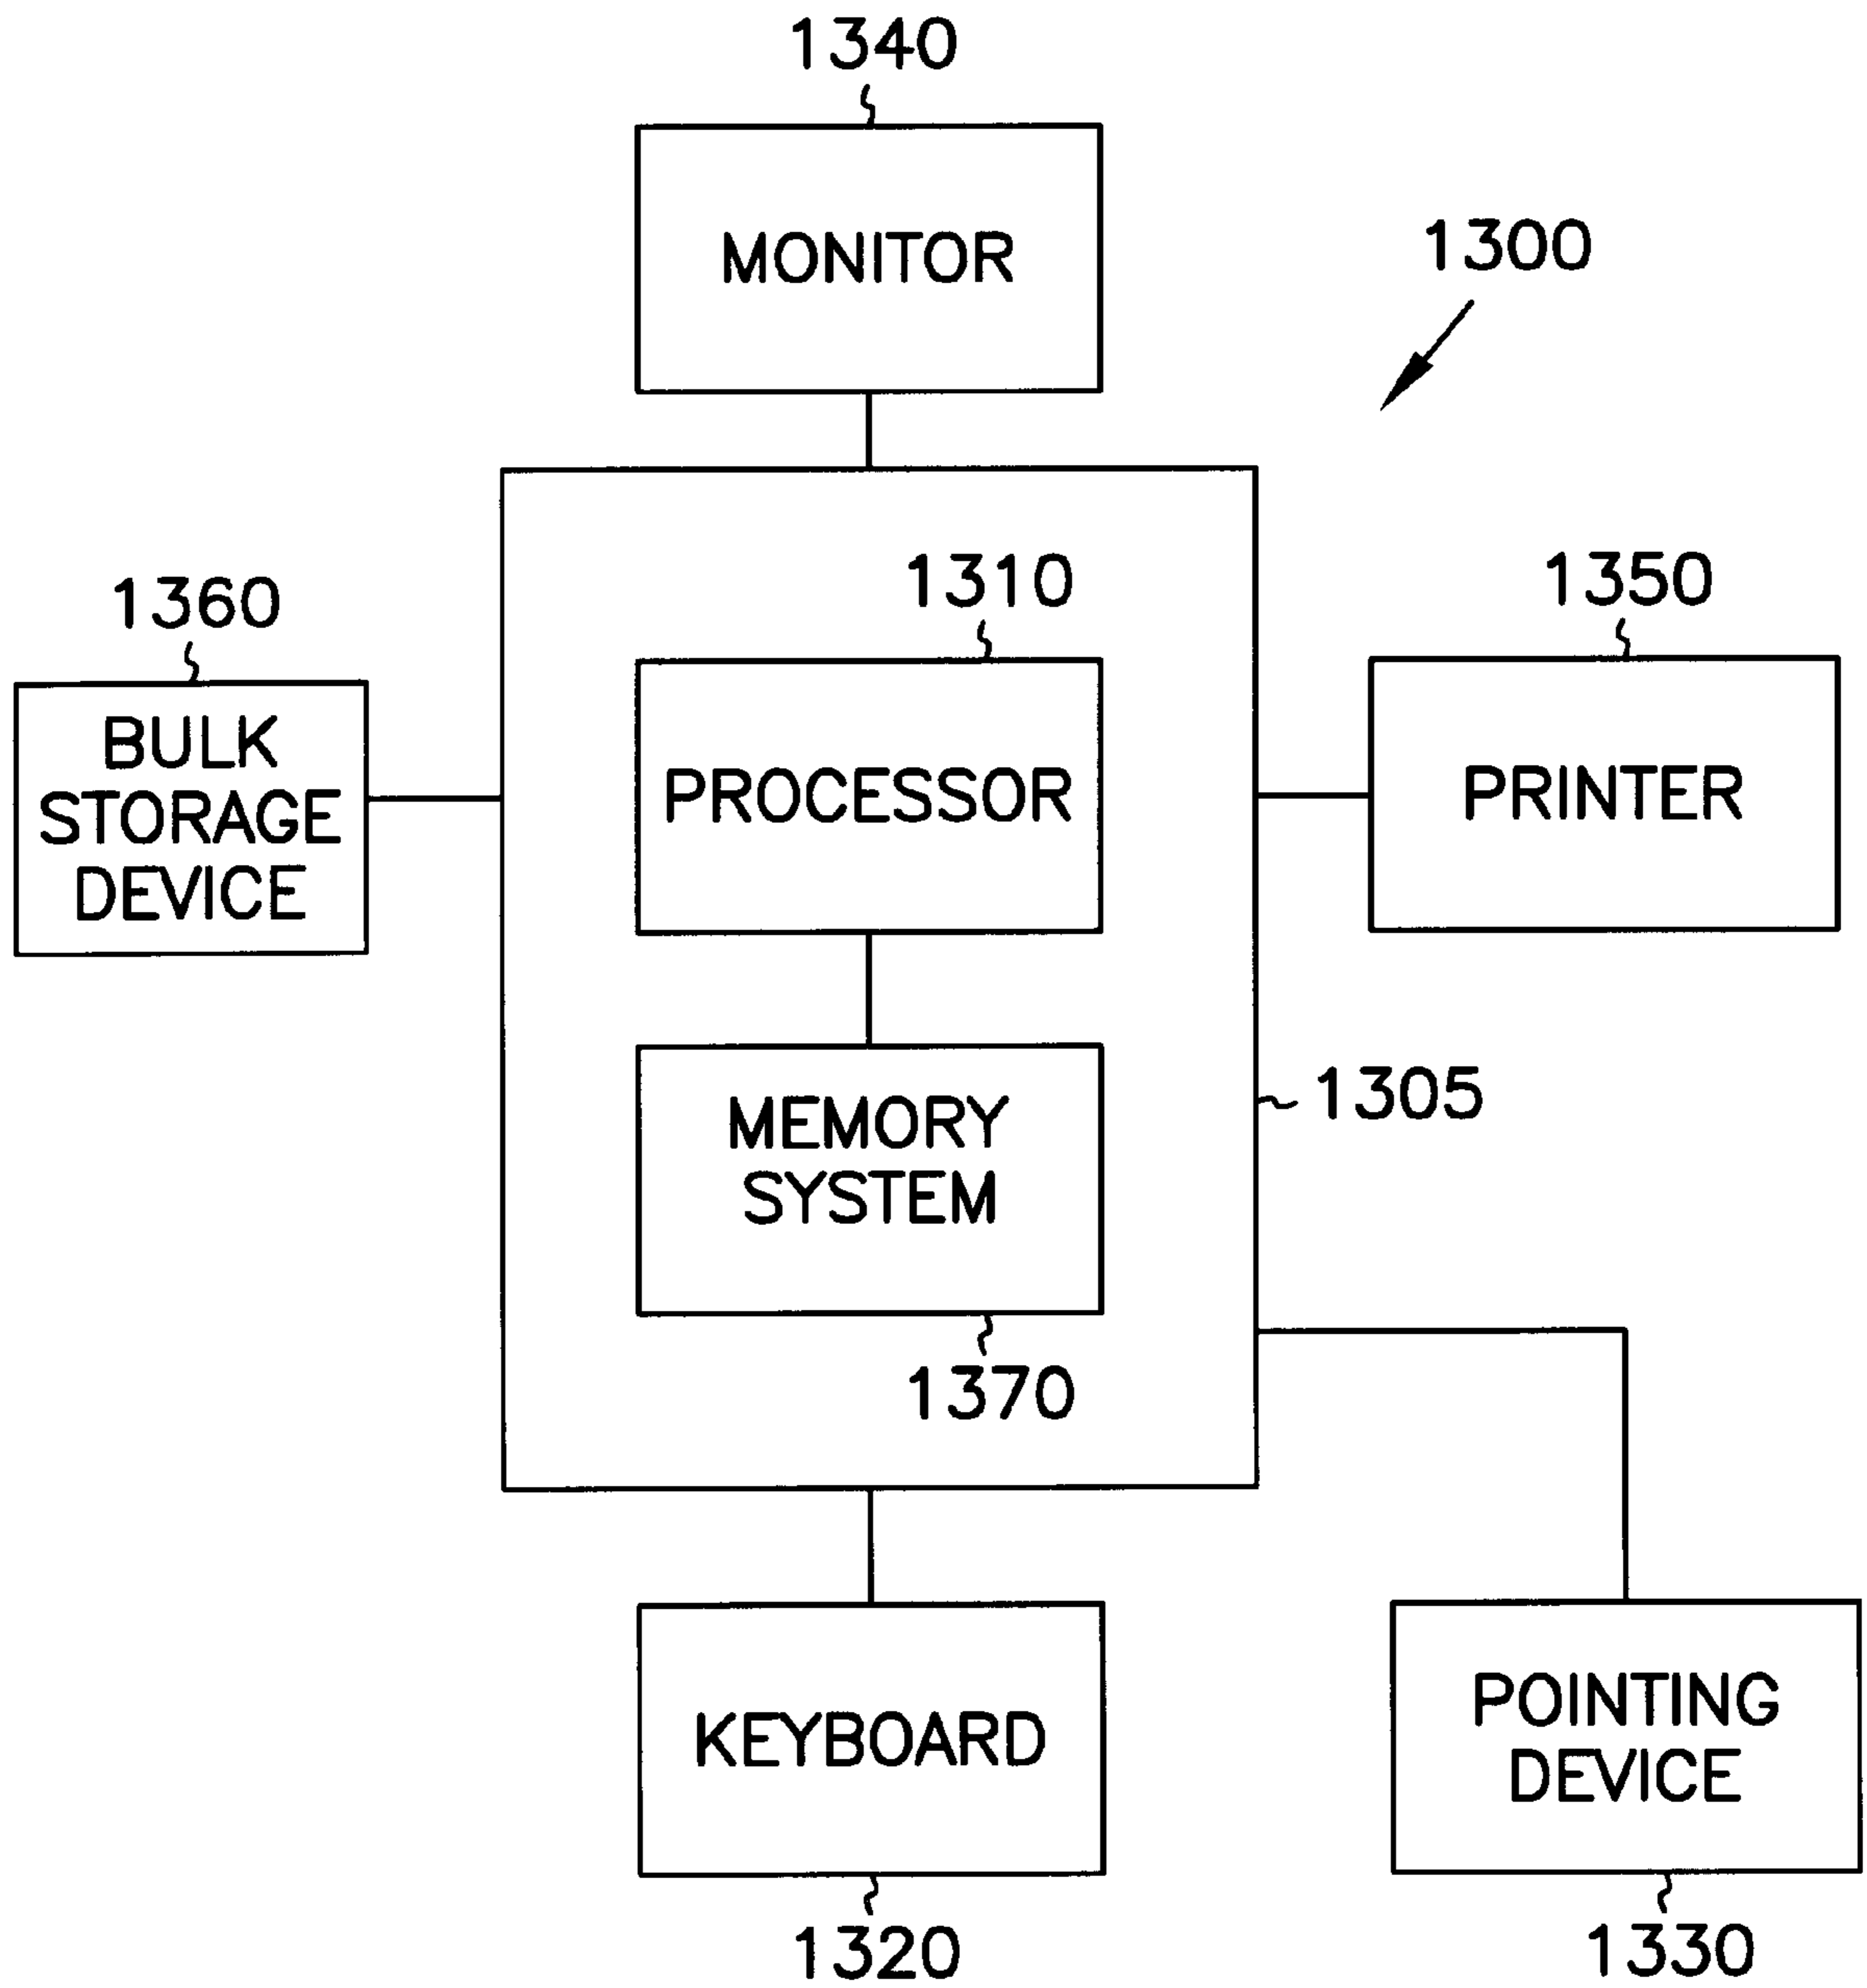 1340
MONITOR
1300
1310
1350
1360
BULK
STORAGE
DEVICE
PROCESSOR
PRINTER
1305
MEMORY
SYSTEM
1370
KEYBOARD
POINTING
DEVICE
1320
1330